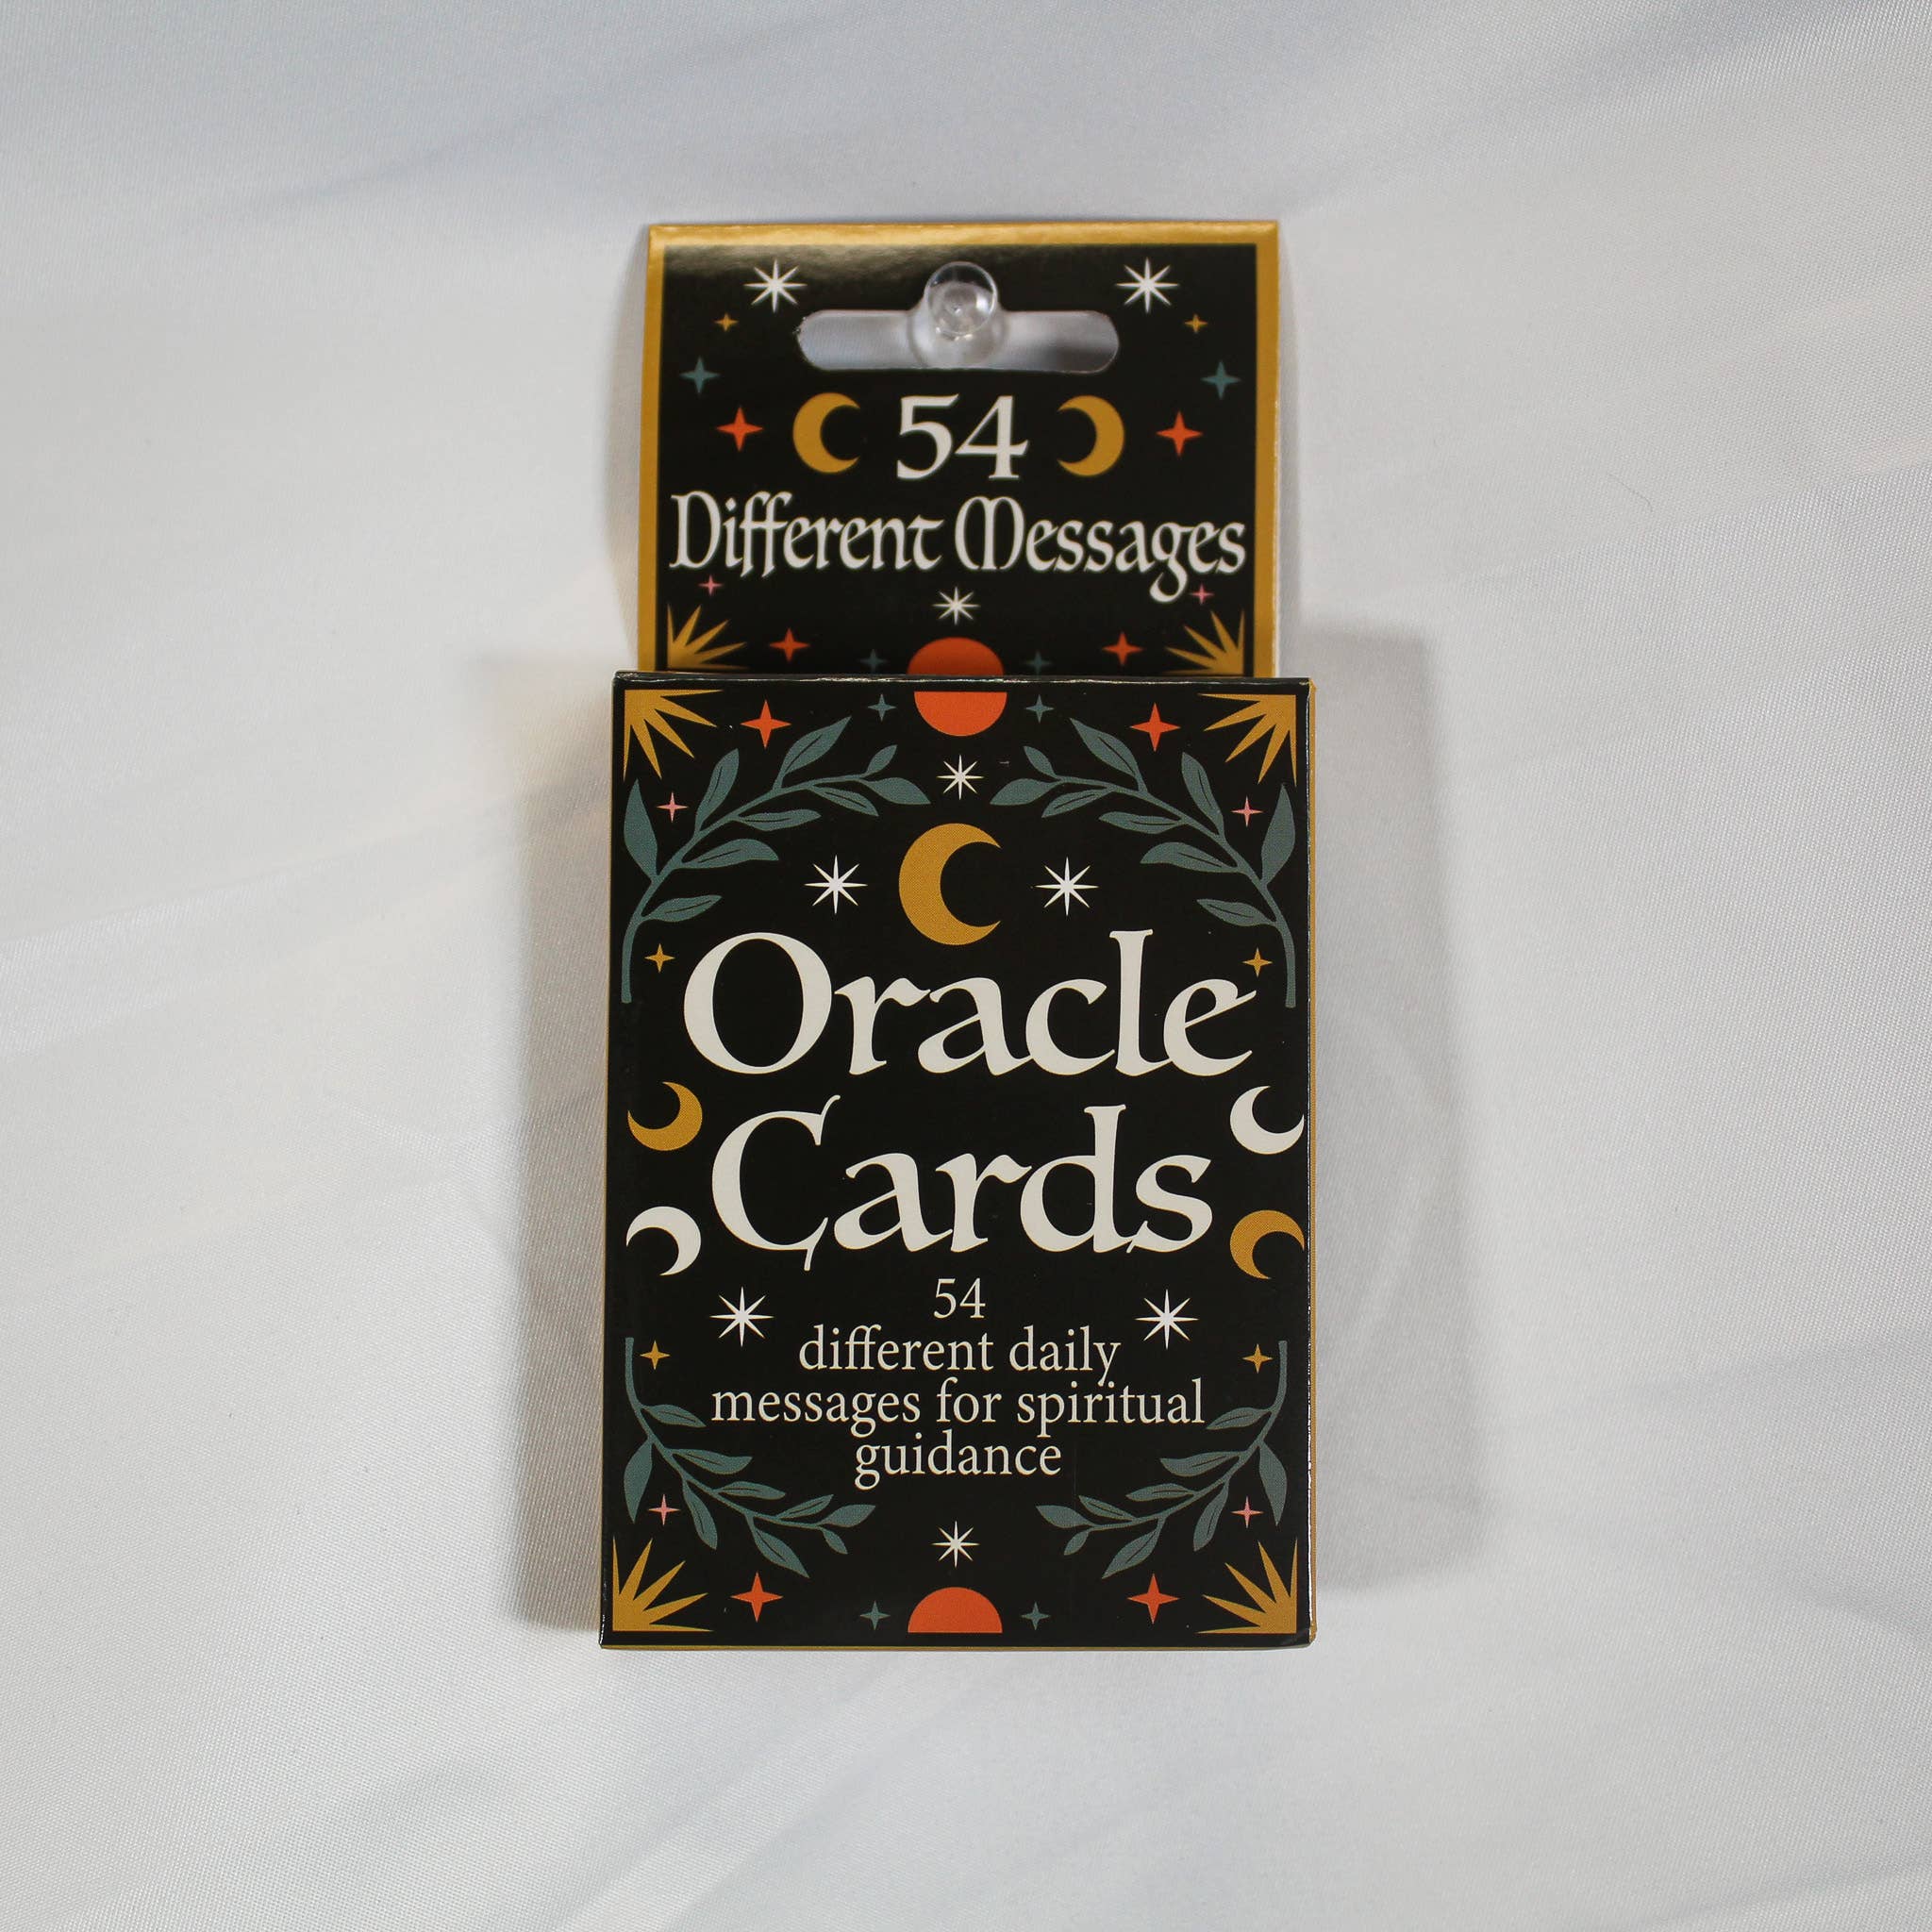 54
Different Messages
Oracle
Cards
54
different daily
messages for spiritual
guidance